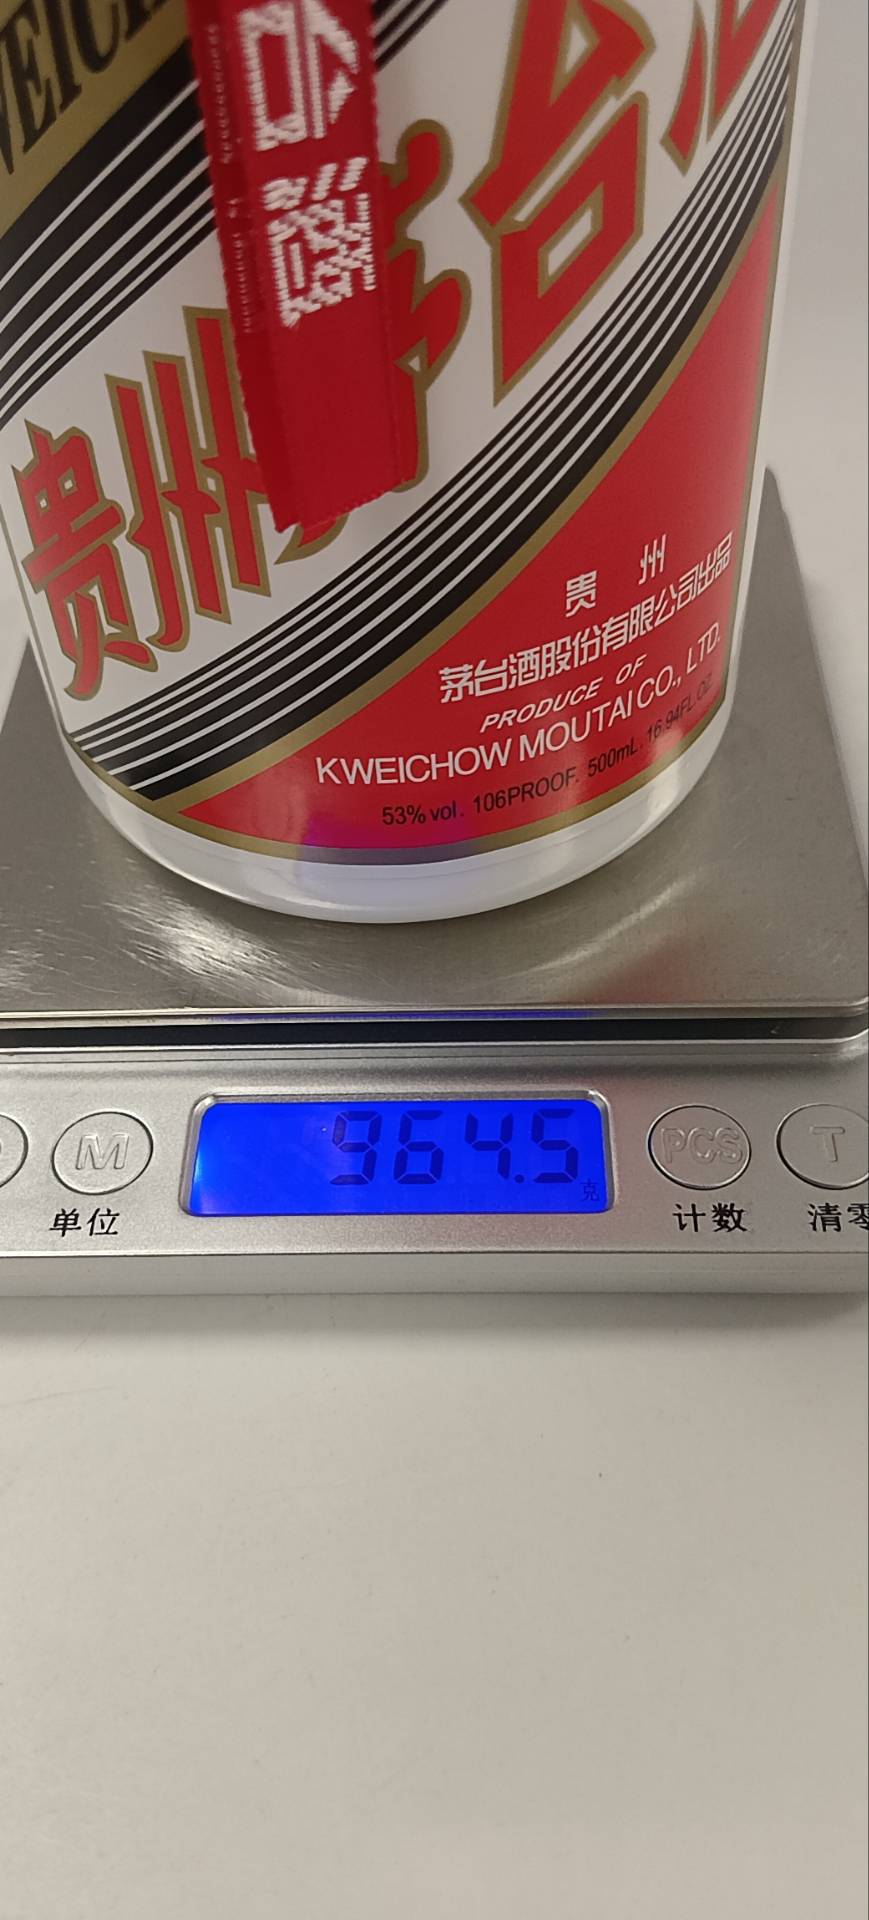 贵州茅台酒
贵 州
茅台酒股份有限公司出品
PRODUCE OF
KWEICHOW MOUTAI CO., LTD.
53% vol. 106PROOF. 500mL. 16.94FL.OZ.
964.5
克
M
PCS
T
单位
计数
清零